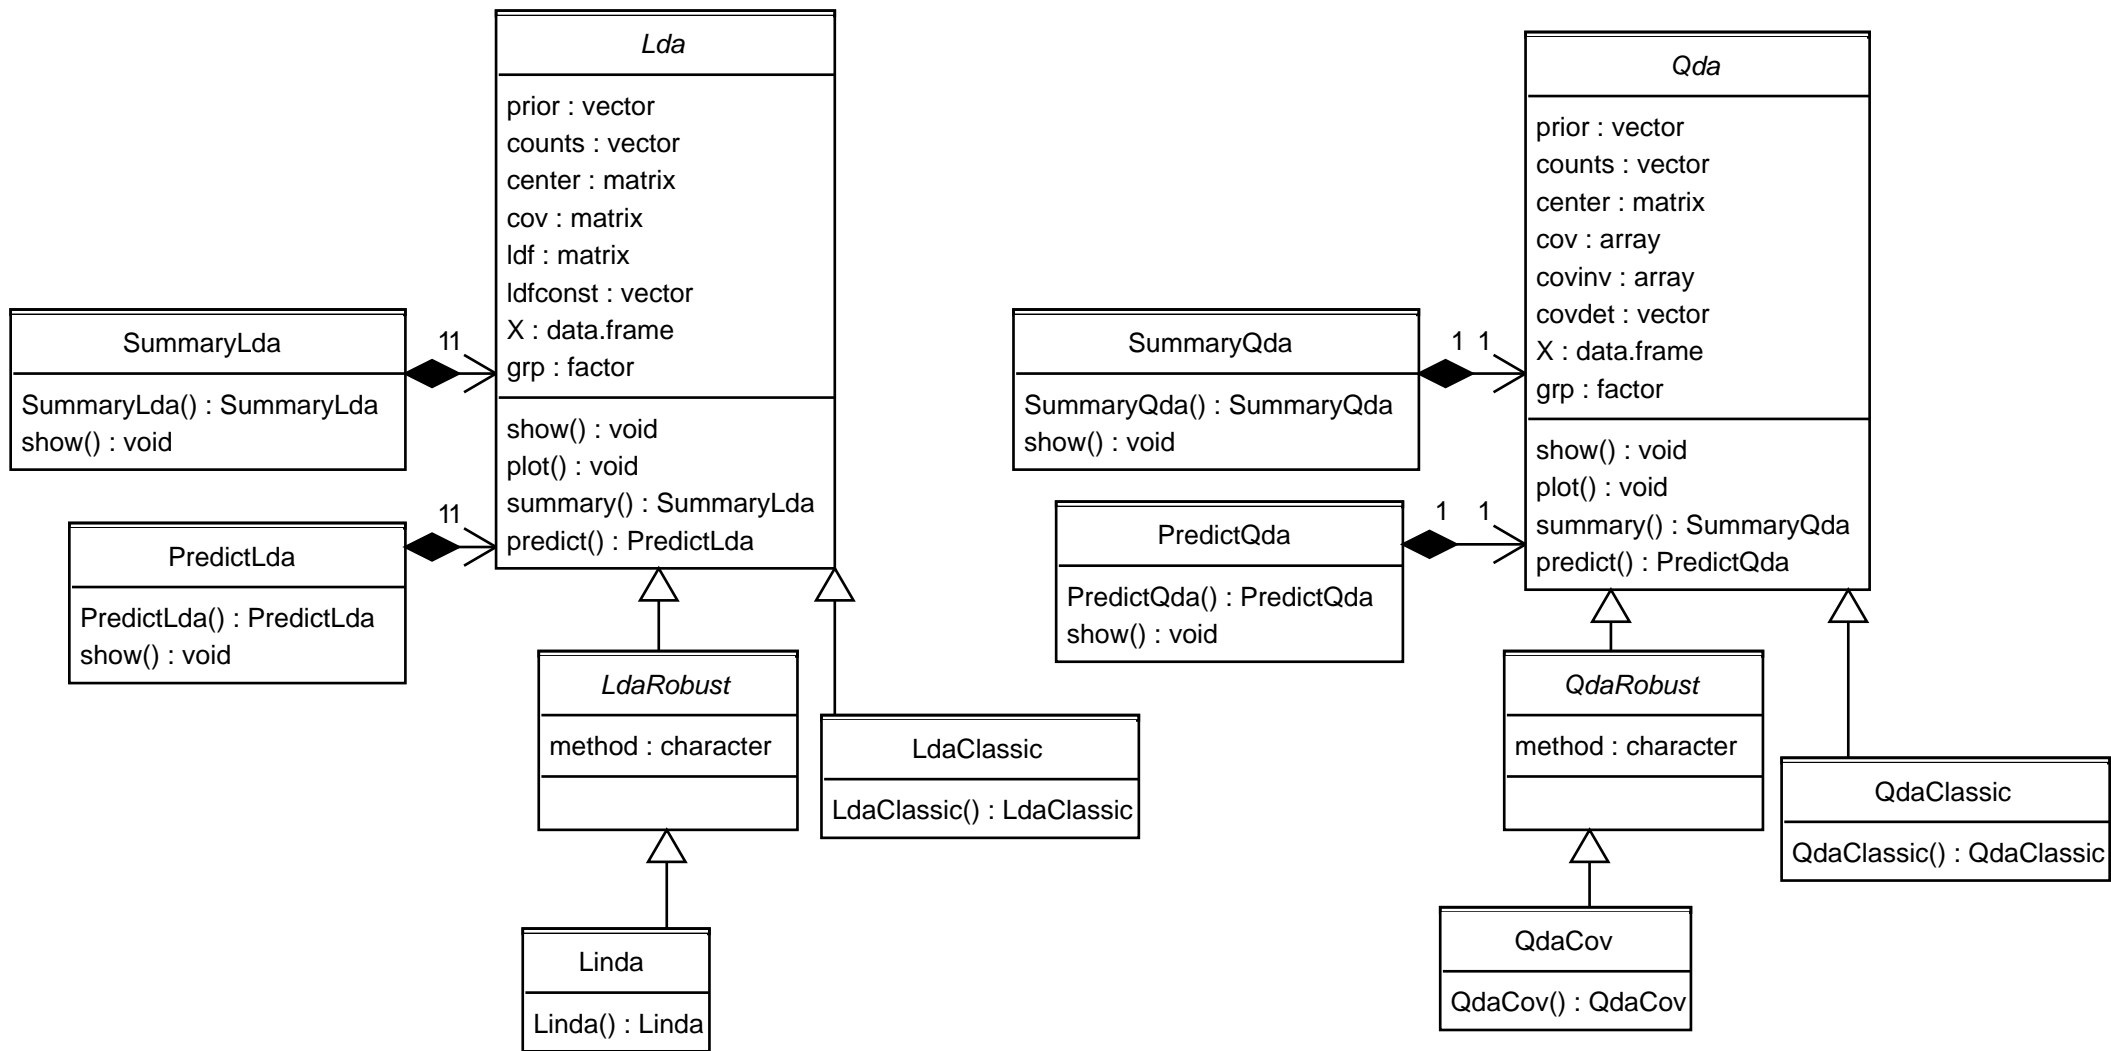 Lda
prior : vector
counts : vector
center : matrix
cov : matrix
ldf : matrix
ldfconst : vector
X : data.frame
grp : factor
show() : void
plot() : void
summary() : SummaryLda
predict() : PredictLda
SummaryLda
SummaryLda() : SummaryLda
show() : void
11
PredictLda
PredictLda() : PredictLda
show() : void
11
LdaRobust
method : character
LdaClassic
LdaClassic() : LdaClassic
Linda
Linda() : Linda
Qda
prior : vector
counts : vector
center : matrix
cov : array
covinv : array
covdet : vector
X : data.frame
grp : factor
show() : void
plot() : void
summary() : SummaryQda
predict() : PredictQda
SummaryQda
SummaryQda() : SummaryQda
show() : void
1 1
PredictQda
PredictQda() : PredictQda
show() : void
1 1
QdaRobust
method : character
QdaClassic
QdaClassic() : QdaClassic
QdaCov
QdaCov() : QdaCov